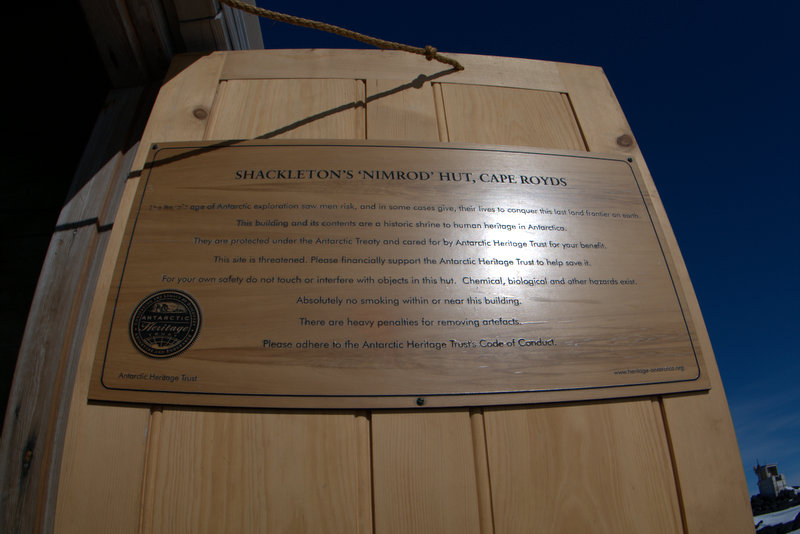 SHACKLETON'S 'NIMROD' HUT, CAPE ROYDS
age of Antarctic exploration saw men risk, and in some cases give, their lives to conquer this last land frontier on earth.
This building and its contents are a historic shrine to human heritage in Antarctica.
They are protected under the Antarctic Treaty and cared for by Antarctic Heritage Trust for your benefit.
This site is threatened. Please financially support the Antarctic Heritage Trust to help save it.
For your own safety do not touch or interfere with objects in this hut. Chemical, biological and other hazards exist.
Absolutely no smoking within or near this building.
There are heavy penalties for removing artefacts.
Please adhere to the Antarctic Heritage Trust's Code of Conduct.
ANTARCTIC
Heritage
TRUST
Antarctic Heritage Trust
www.heritage-antarctica.org